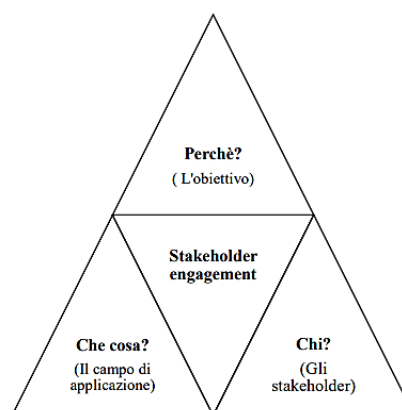 Perchè?
( L'obiettivo)
Stakeholder
engagement
Che cosa?
(Il campo di
applicazione)
Chi?
(Gli
stakeholder)